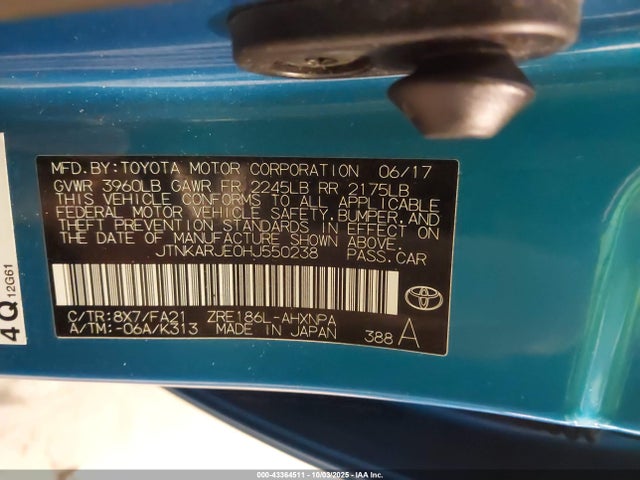 MFD. BY: TOYOTA MOTOR CORPORATION 06/17
GVWR 3960LB GAWR FR 2245LB RR 2175LB
THIS VEHICLE CONFORMS TO ALL APPLICABLE
FEDERAL MOTOR VEHICLE SAFETY, BUMPER, AND
THEFT PREVENTION STANDARDS IN EFFECT ON
THE DATE OF MANUFACTURE SHOWN ABOVE.
JTNKARJE0HJ550238 PASS. CAR
C/TR: 8X7/FA21 ZRE186L-AHXNPA
A/TM: -06A/K313 MADE IN JAPAN
388 A
4Q 12G61
000-43364511 - 10/03/2025 - IAA Inc.